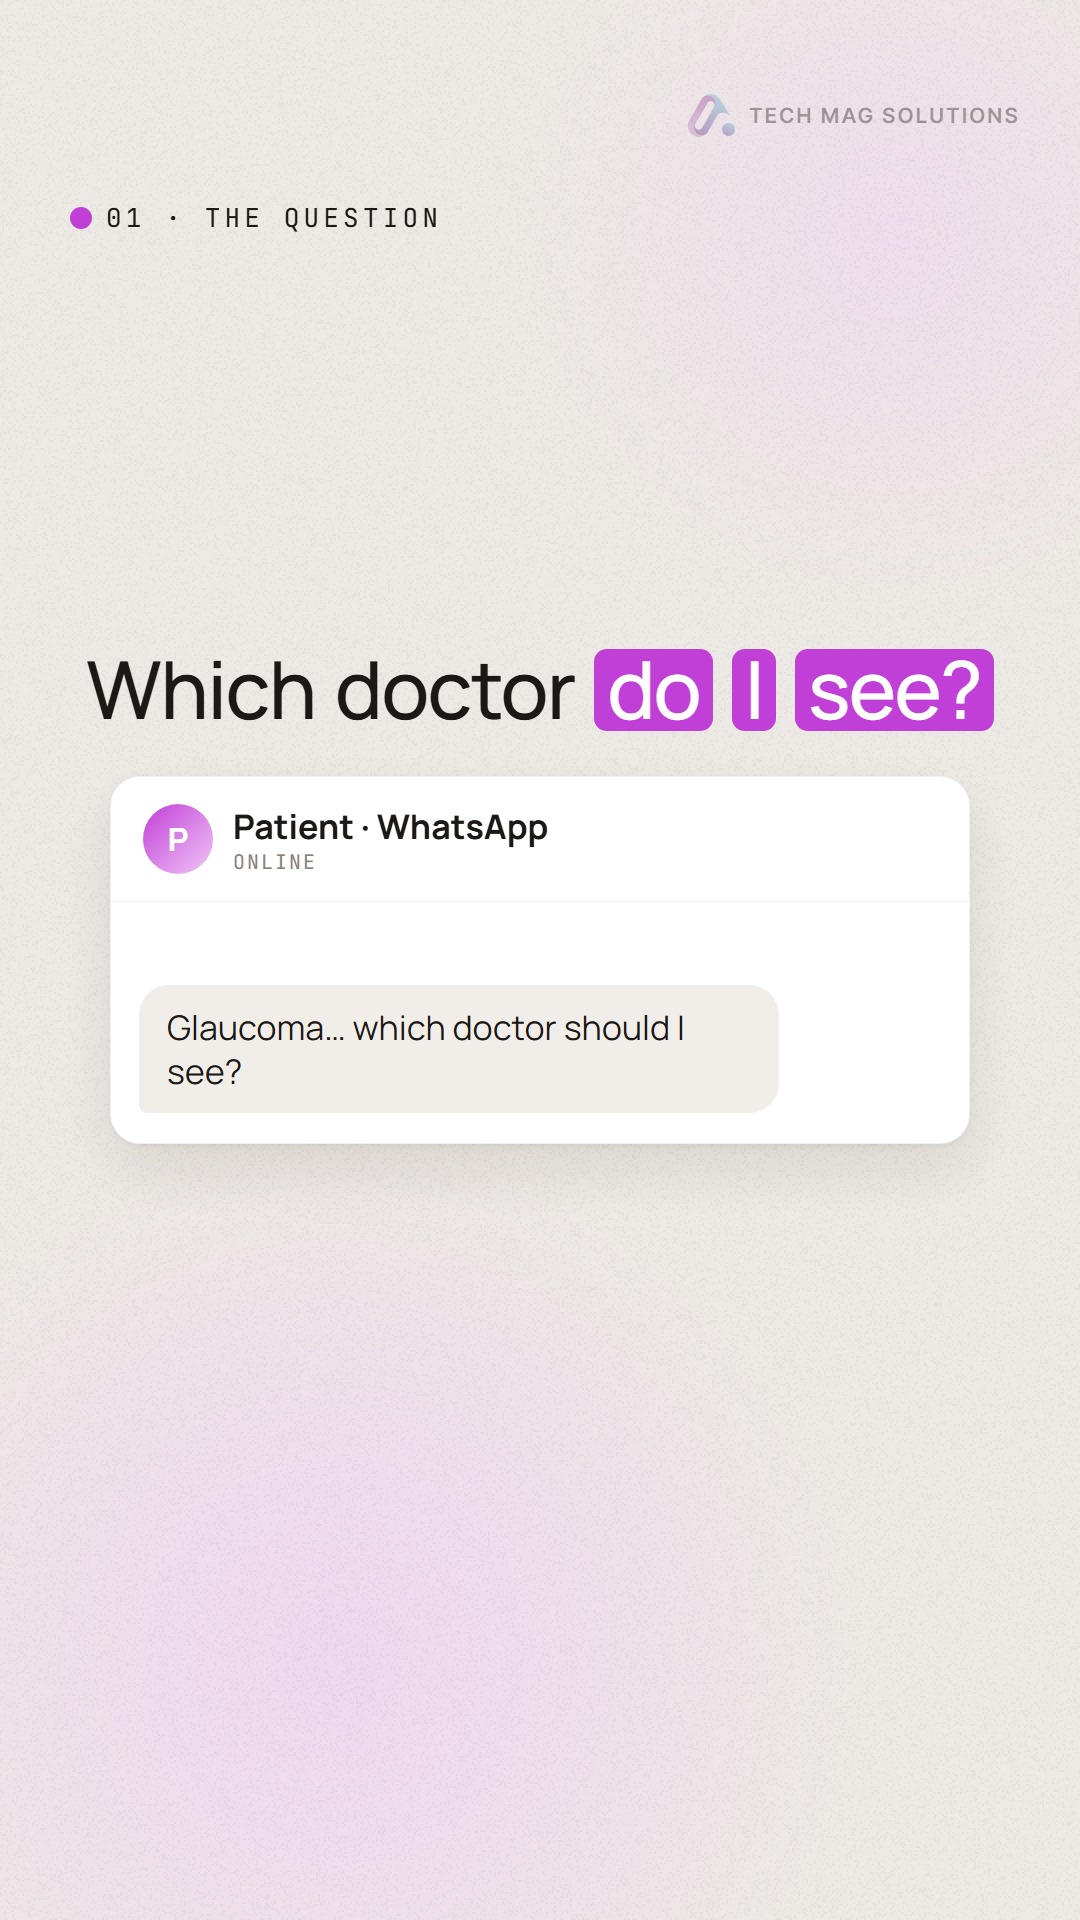 TECH MAG SOLUTIONS
01 · THE QUESTION
Which doctor do I see?
P
Patient · WhatsApp
ONLINE
Glaucoma... which doctor should I
see?